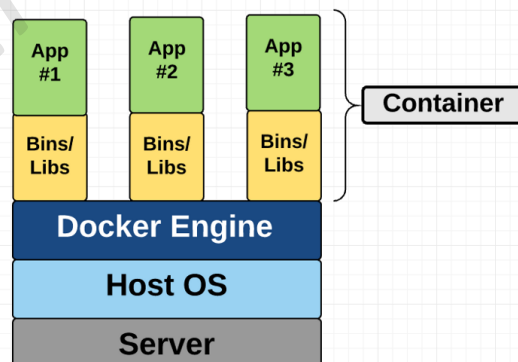 App
#1
App
#2
App
#3
Container
Bins/
Libs
Bins/
Libs
Bins/
Libs
Docker Engine
Host OS
Server